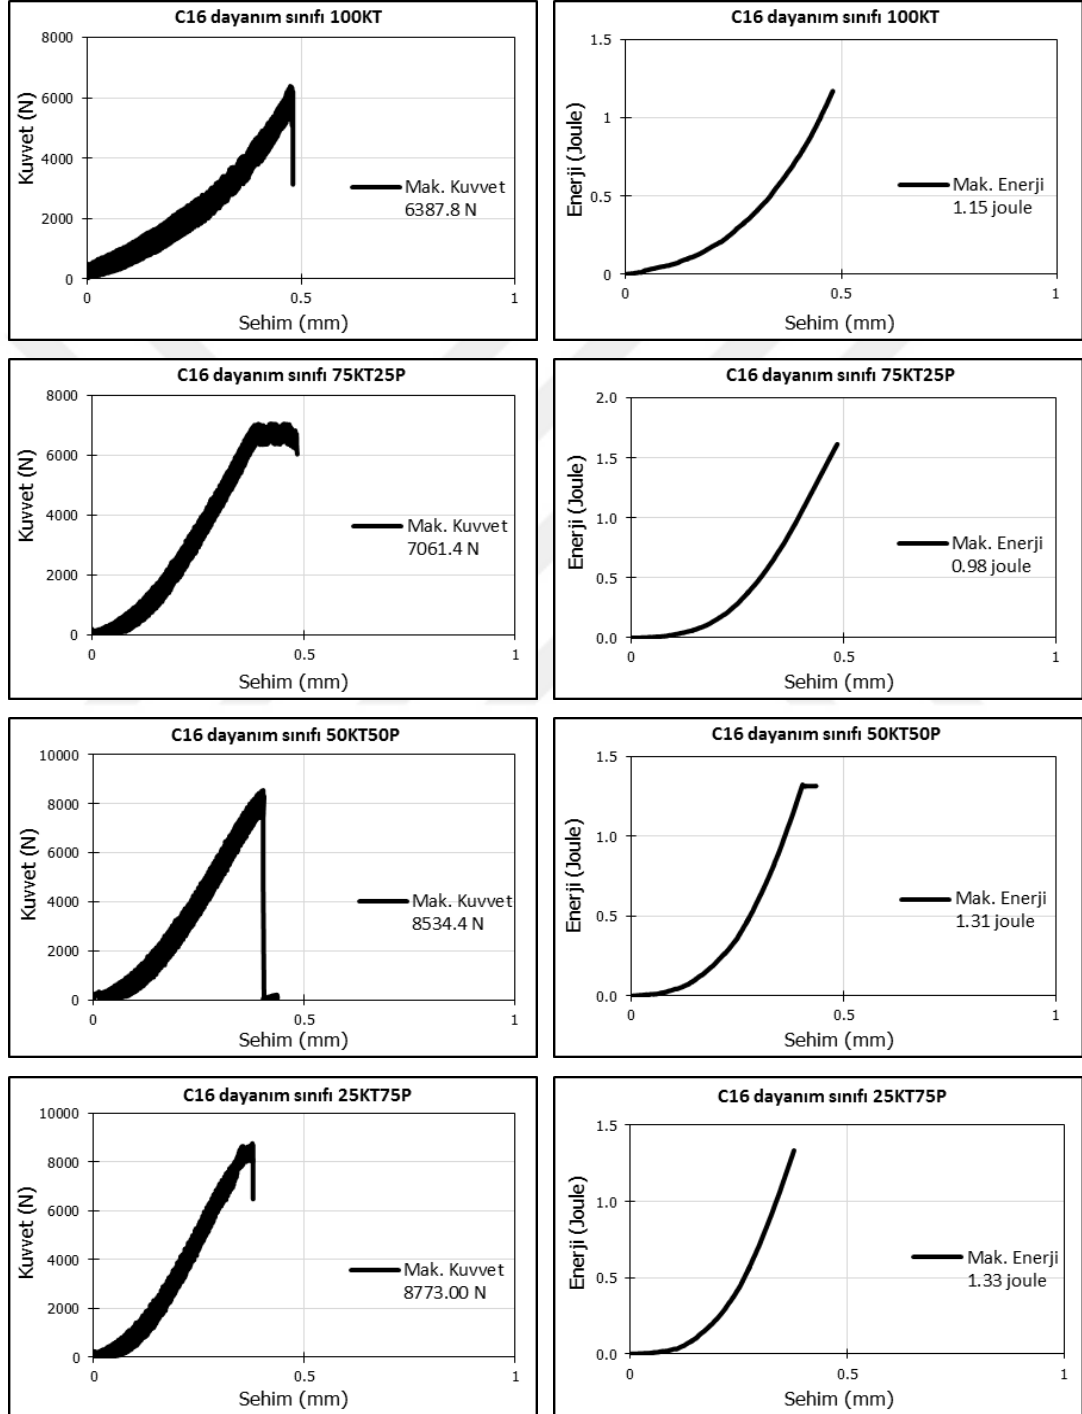 C16 dayanım sınıfı 100KT
8000
6000
4000
2000
0
Kuvvet (N)
Mak. Kuvvet
6387.8 N
0
0.5
1
Sehim (mm)
C16 dayanım sınıfı 100KT
1.5
1
0.5
0
Enerji (Joule)
Mak. Enerji
1.15 joule
0
0.5
1
Sehim (mm)
C16 dayanım sınıfı 75KT25P
8000
6000
4000
2000
0
Kuvvet (N)
Mak. Kuvvet
7061.4 N
0
0.5
1
Sehim (mm)
C16 dayanım sınıfı 75KT25P
2.0
1.5
1.0
0.5
0.0
Enerji (Joule)
Mak. Enerji
0.98 joule
0
0.5
1
Sehim (mm)
C16 dayanım sınıfı 50KT50P
10000
8000
6000
4000
2000
0
Kuvvet (N)
Mak. Kuvvet
8534.4 N
0
0.5
1
Sehim (mm)
C16 dayanım sınıfı 50KT50P
1.5
1.0
0.5
0.0
Enerji (Joule)
Mak. Enerji
1.31 joule
0
0.5
1
Sehim (mm)
C16 dayanım sınıfı 25KT75P
10000
8000
6000
4000
2000
0
Kuvvet (N)
Mak. Kuvvet
8773.00 N
0
0.5
1
Sehim (mm)
C16 dayanım sınıfı 25KT75P
1.5
1.0
0.5
0.0
Enerji (Joule)
Mak. Enerji
1.33 joule
0
0.5
1
Sehim (mm)